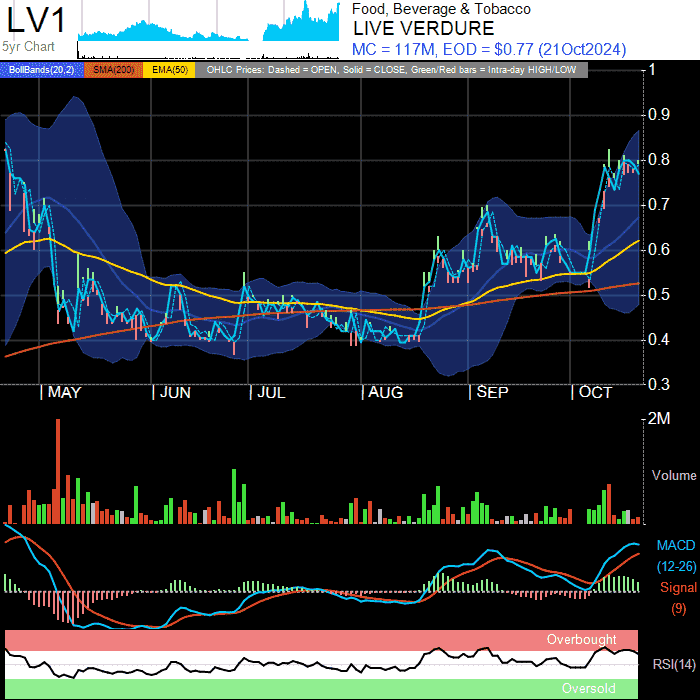 LV1
5yr Chart
Food, Beverage & Tobacco
LIVE VERDURE
MC = 117M, EOD = $0.77 (21Oct2024)
BollBands(20,2) SMA(200) EMA(50) OHLC Prices: Dashed = OPEN, Solid = CLOSE, Green/Red bars = Intra-day HIGH/LOW
1
0.9
0.8
0.7
0.6
0.5
0.4
0.3
MAY JUN JUL AUG SEP OCT
2M
Volume
MACD
(12-26)
Signal
(9)
Overbought
RSI(14)
Oversold